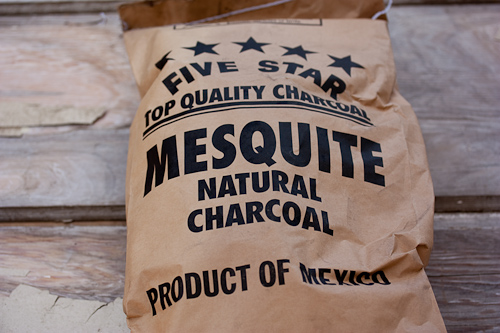 FIVE STAR
TOP QUALITY CHARCOAL
MESQUITE
NATURAL
CHARCOAL
PRODUCT OF MEXICO